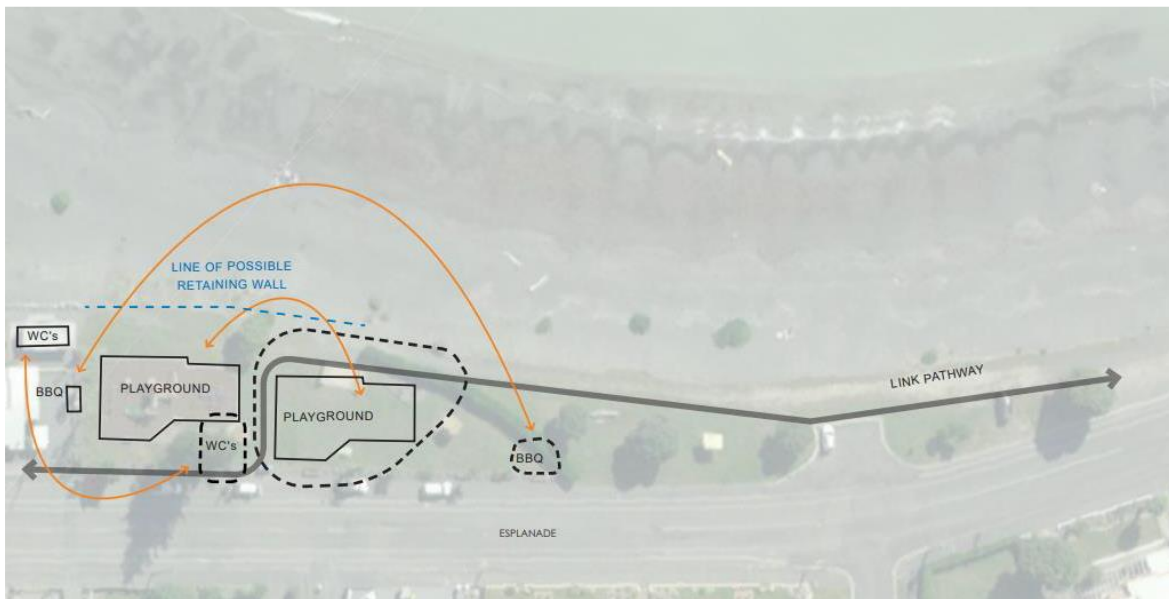 LINE OF POSSIBLE
RETAINING WALL
WC's
BBQ
PLAYGROUND
PLAYGROUND
WC's
BBQ
LINK PATHWAY
ESPLANADE